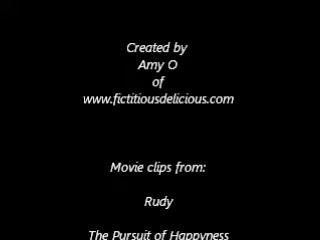 Created by
Amy O
of
www.fictitiousdelicious.com
Movie clips from:
Rudy
The Pursuit of Happyness